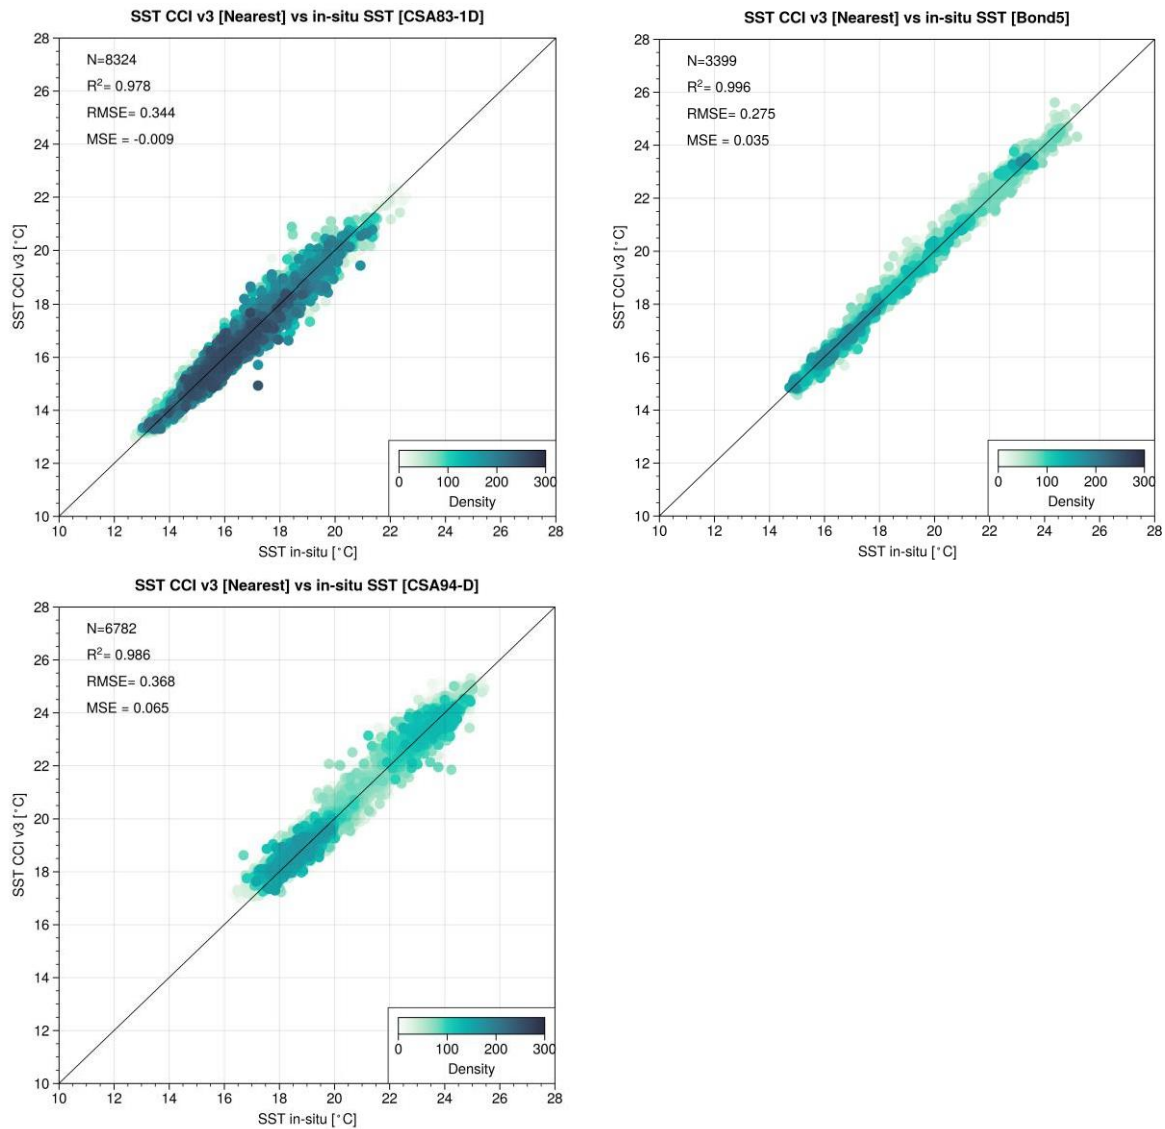 SST CCI v3 [Nearest] vs in-situ SST [CSA83-1D]
28
26
24
22
20
18
16
14
12
10
SST CCI v3 [°C]
N=8324
R²= 0.978
RMSE= 0.344
MSE = -0.009
0 100 200 300
Density
10 12 14 16 18 20 22 24 26 28
SST in-situ [°C]
SST CCI v3 [Nearest] vs in-situ SST [Bond5]
28
26
24
22
20
18
16
14
12
10
SST CCI v3 [°C]
N=3399
R²= 0.996
RMSE= 0.275
MSE = 0.035
0 100 200 300
Density
10 12 14 16 18 20 22 24 26 28
SST in-situ [°C]
SST CCI v3 [Nearest] vs in-situ SST [CSA94-D]
28
26
24
22
20
18
16
14
12
10
SST CCI v3 [°C]
N=6782
R²= 0.986
RMSE= 0.368
MSE = 0.065
0 100 200 300
Density
10 12 14 16 18 20 22 24 26 28
SST in-situ [°C]